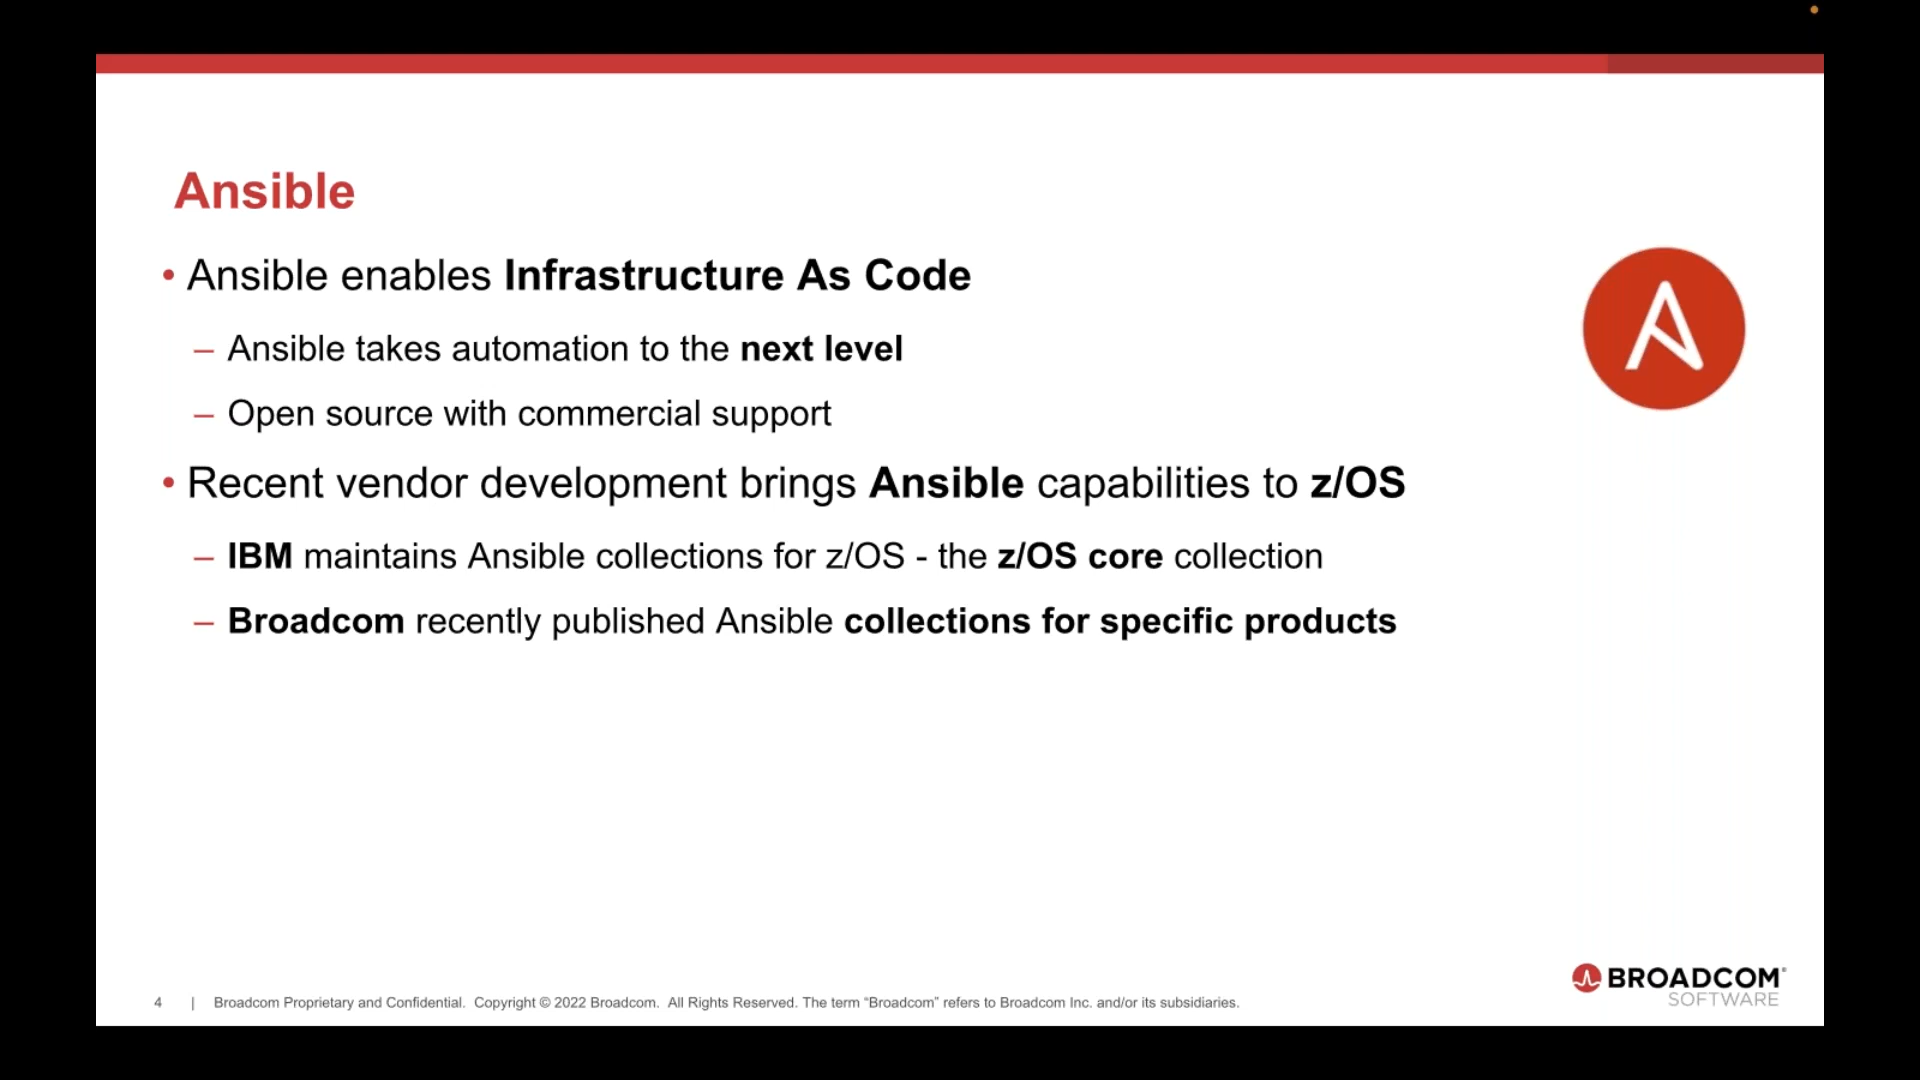 Ansible
• Ansible enables Infrastructure As Code
– Ansible takes automation to the next level
– Open source with commercial support
• Recent vendor development brings Ansible capabilities to z/OS
– IBM maintains Ansible collections for z/OS - the z/OS core collection
– Broadcom recently published Ansible collections for specific products
BROADCOM®
SOFTWARE
4 | Broadcom Proprietary and Confidential. Copyright © 2022 Broadcom. All Rights Reserved. The term “Broadcom” refers to Broadcom Inc. and/or its subsidiaries.